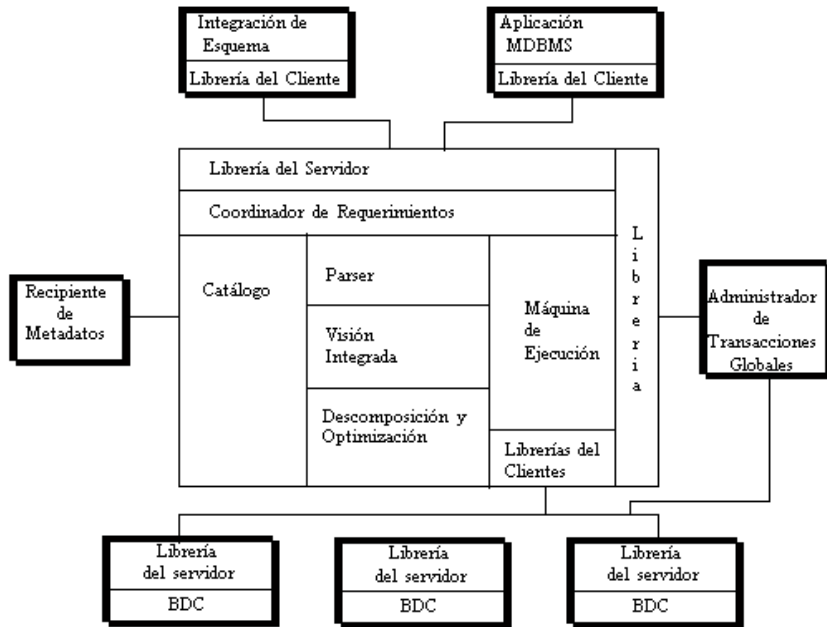 Integración de
Esquema
Librería del Cliente
Aplicación
MDBMS
Librería del Cliente
Librería del Servidor
Coordinador de Requerimientos
Catálogo
Parser
Visión
Integrada
Descomposición y
Optimización
Máquina
de
Ejecución
Librerías del
Clientes
L
i
b
r
e
r
i
a
Recipiente
de
Metadatos
Administrador
de
Transacciones
Globales
Librería
del servidor
BDC
Librería
del servidor
BDC
Librería
del servidor
BDC